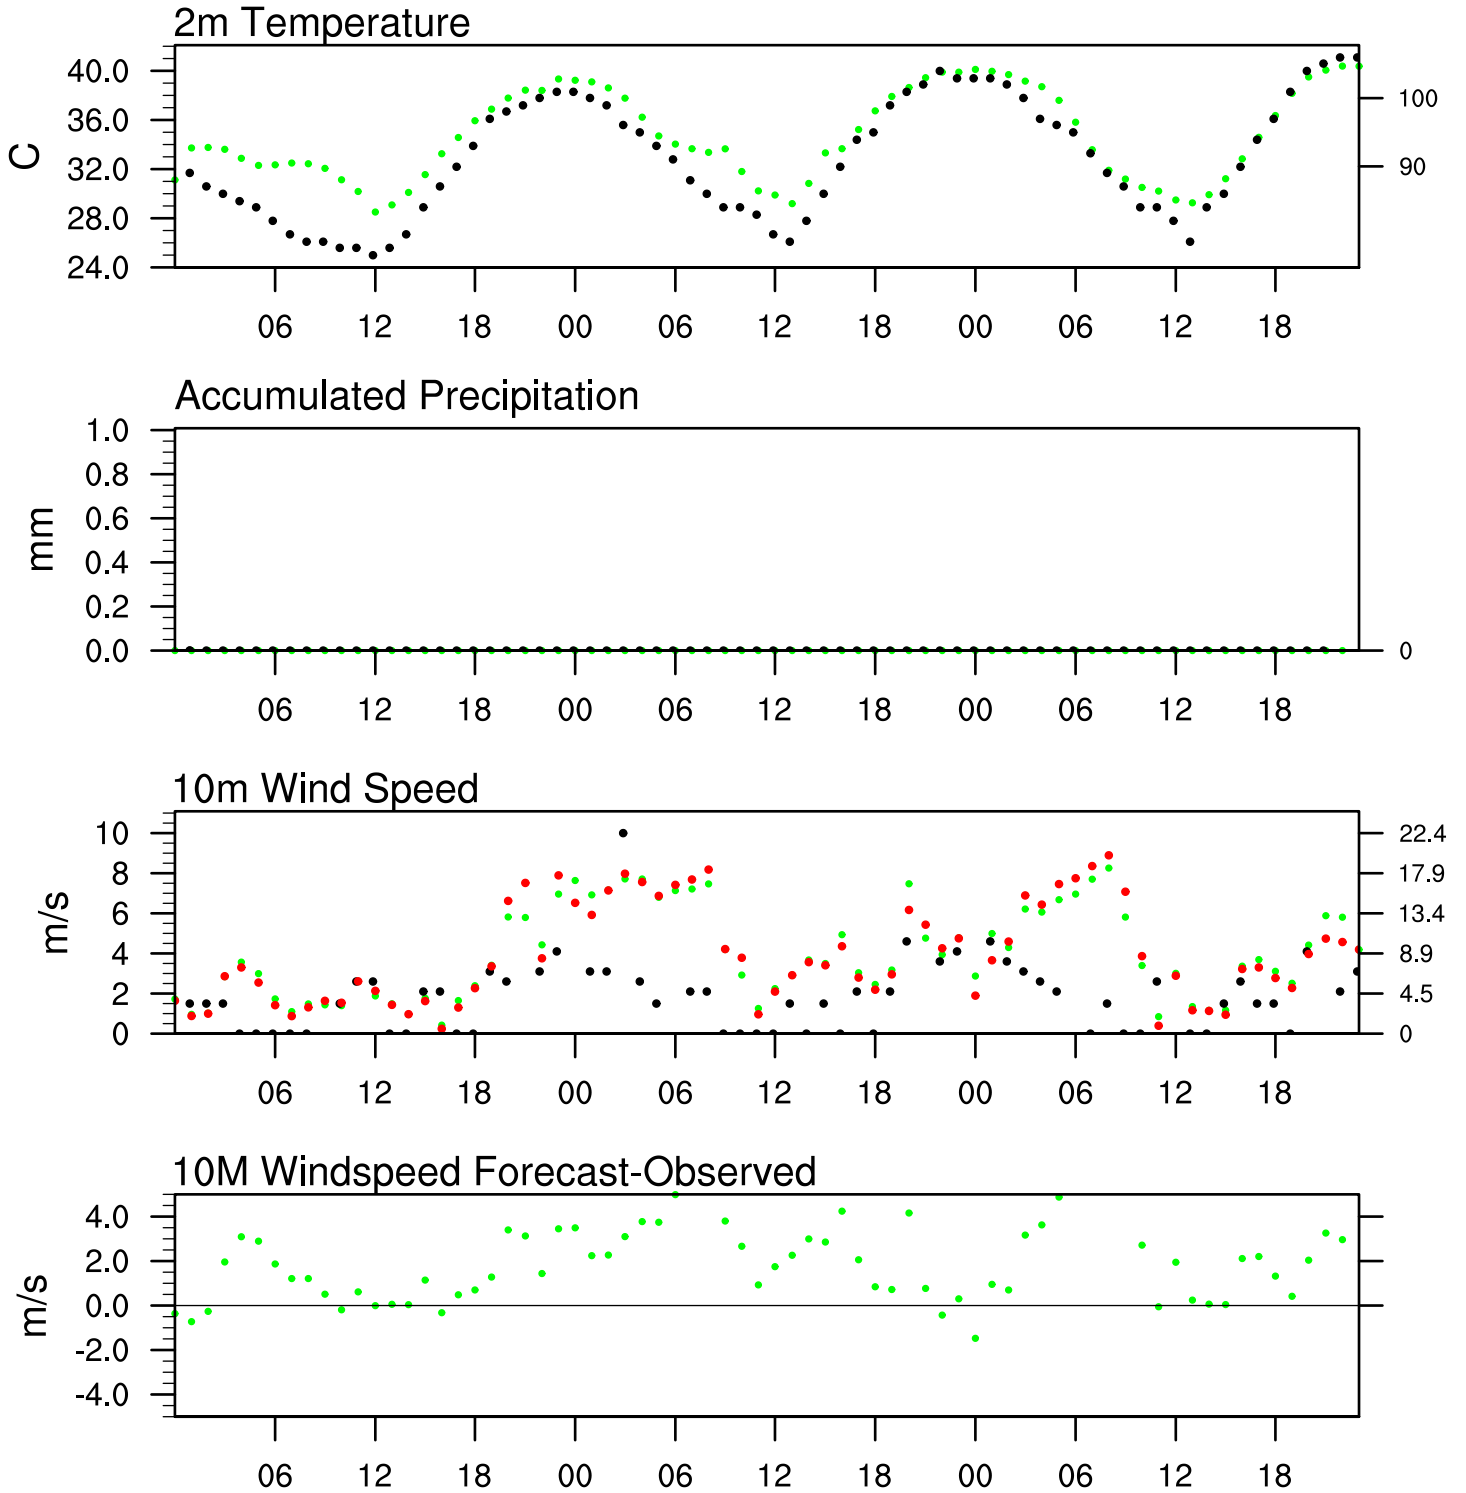 2m Temperature
40.0
36.0
32.0
28.0
24.0
C
100
90
06 12 18 00 06 12 18 00 06 12 18
Accumulated Precipitation
1.0
0.8
0.6
0.4
0.2
0.0
mm
0
06 12 18 00 06 12 18 00 06 12 18
10m Wind Speed
10
8
6
4
2
0
m/s
22.4
17.9
13.4
8.9
4.5
0
06 12 18 00 06 12 18 00 06 12 18
10M Windspeed Forecast-Observed
4.0
2.0
0.0
-2.0
-4.0
m/s
06 12 18 00 06 12 18 00 06 12 18